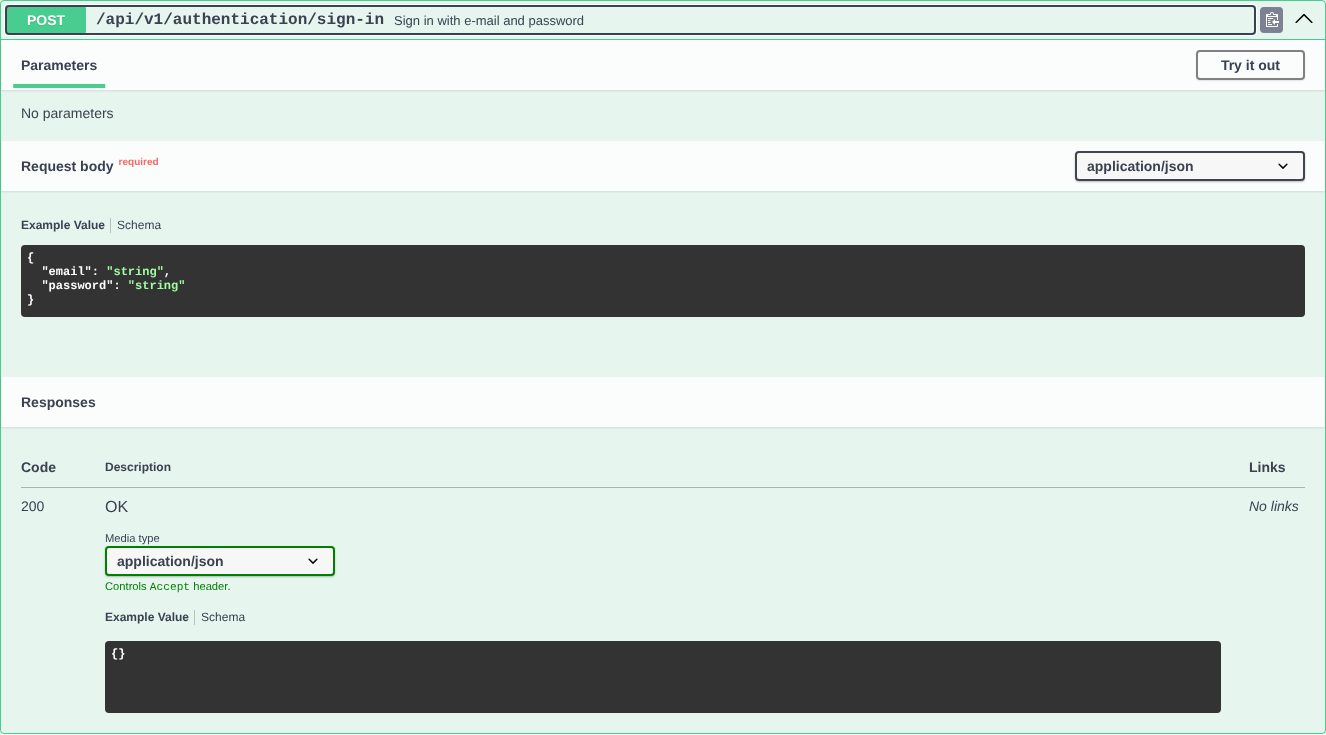 POST /api/v1/authentication/sign-in Sign in with e-mail and password
Parameters Try it out
No parameters
Request body required application/json
Example Value Schema
{
  "email": "string",
  "password": "string"
}
Responses
Code Description Links
200 OK No links
Media type
application/json
Controls Accept header.
Example Value Schema
{}